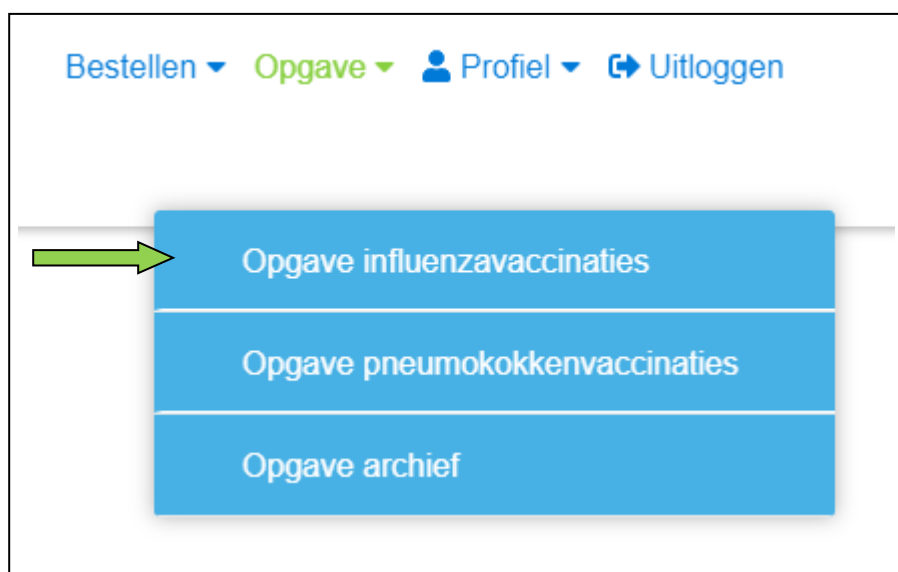 Bestellen Opgave Profiel Uitloggen
Opgave influenzavaccinaties
Opgave pneumokokkenvaccinaties
Opgave archief